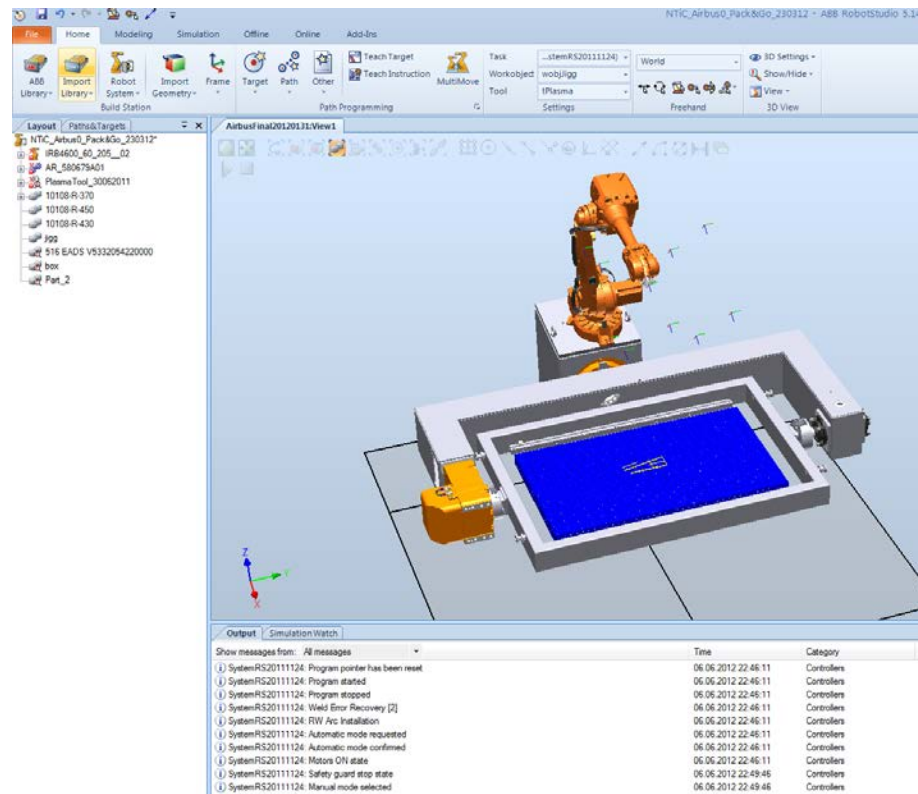 NTiC_Airbus0_Pack&Go_230312 - ABB RobotStudio 5.14
File Home Modeling Simulation Offline Online Add-Ins
ABB Library
Import Library
Robot System
Import Geometry
Frame
Target
Path
Other
Teach Target
Teach Instruction
MultiMove
Task ...stemRS20111124)
Workobject wobjJigg
Tool tPlasma
World
3D Settings
Show/Hide
View
Build Station Path Programming Settings Freehand 3D View
Layout Paths&Targets
AirbusFinal20120131:View1
NTiC_Airbus0_Pack&Go_230312*
IRB4600_60_205__02
AR_580679A01
PlasmaTool_30062011
10108-R-370
10108-R-450
10108-R-430
jigg
516 EADS V5332054220000
box
Part_2
Z
Y
X
Output Simulation Watch
Show messages from: All messages Time Category
SystemRS20111124: Program pointer has been reset 06.06.2012 22:46:11 Controllers
SystemRS20111124: Program started 06.06.2012 22:46:11 Controllers
SystemRS20111124: Program stopped 06.06.2012 22:46:11 Controllers
SystemRS20111124: Weld Error Recovery [2] 06.06.2012 22:46:11 Controllers
SystemRS20111124: RW Arc Installation 06.06.2012 22:46:11 Controllers
SystemRS20111124: Automatic mode requested 06.06.2012 22:46:11 Controllers
SystemRS20111124: Automatic mode confirmed 06.06.2012 22:46:11 Controllers
SystemRS20111124: Motors ON state 06.06.2012 22:46:11 Controllers
SystemRS20111124: Safety guard stop state 06.06.2012 22:49:46 Controllers
SystemRS20111124: Manual mode selected 06.06.2012 22:49:46 Controllers